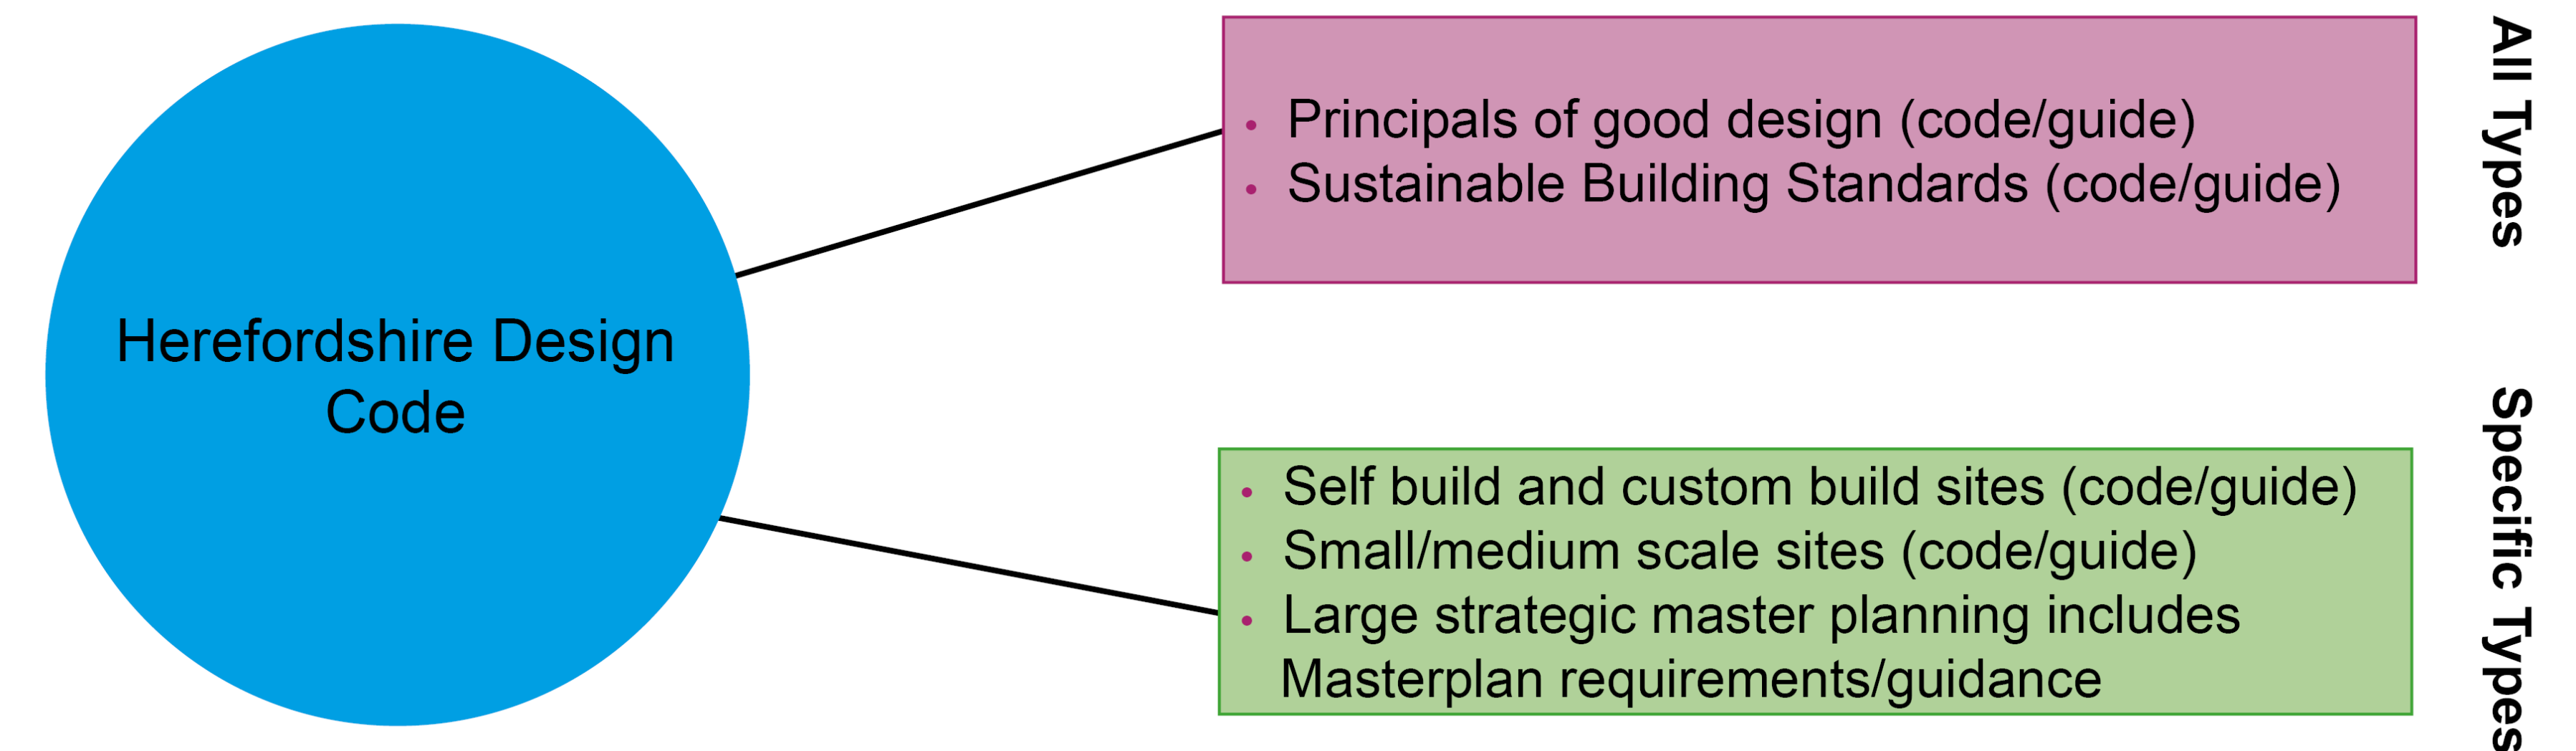 Herefordshire Design
Code
• Principals of good design (code/guide)
• Sustainable Building Standards (code/guide)
All Types
• Self build and custom build sites (code/guide)
• Small/medium scale sites (code/guide)
• Large strategic master planning includes
Masterplan requirements/guidance
Specific Types